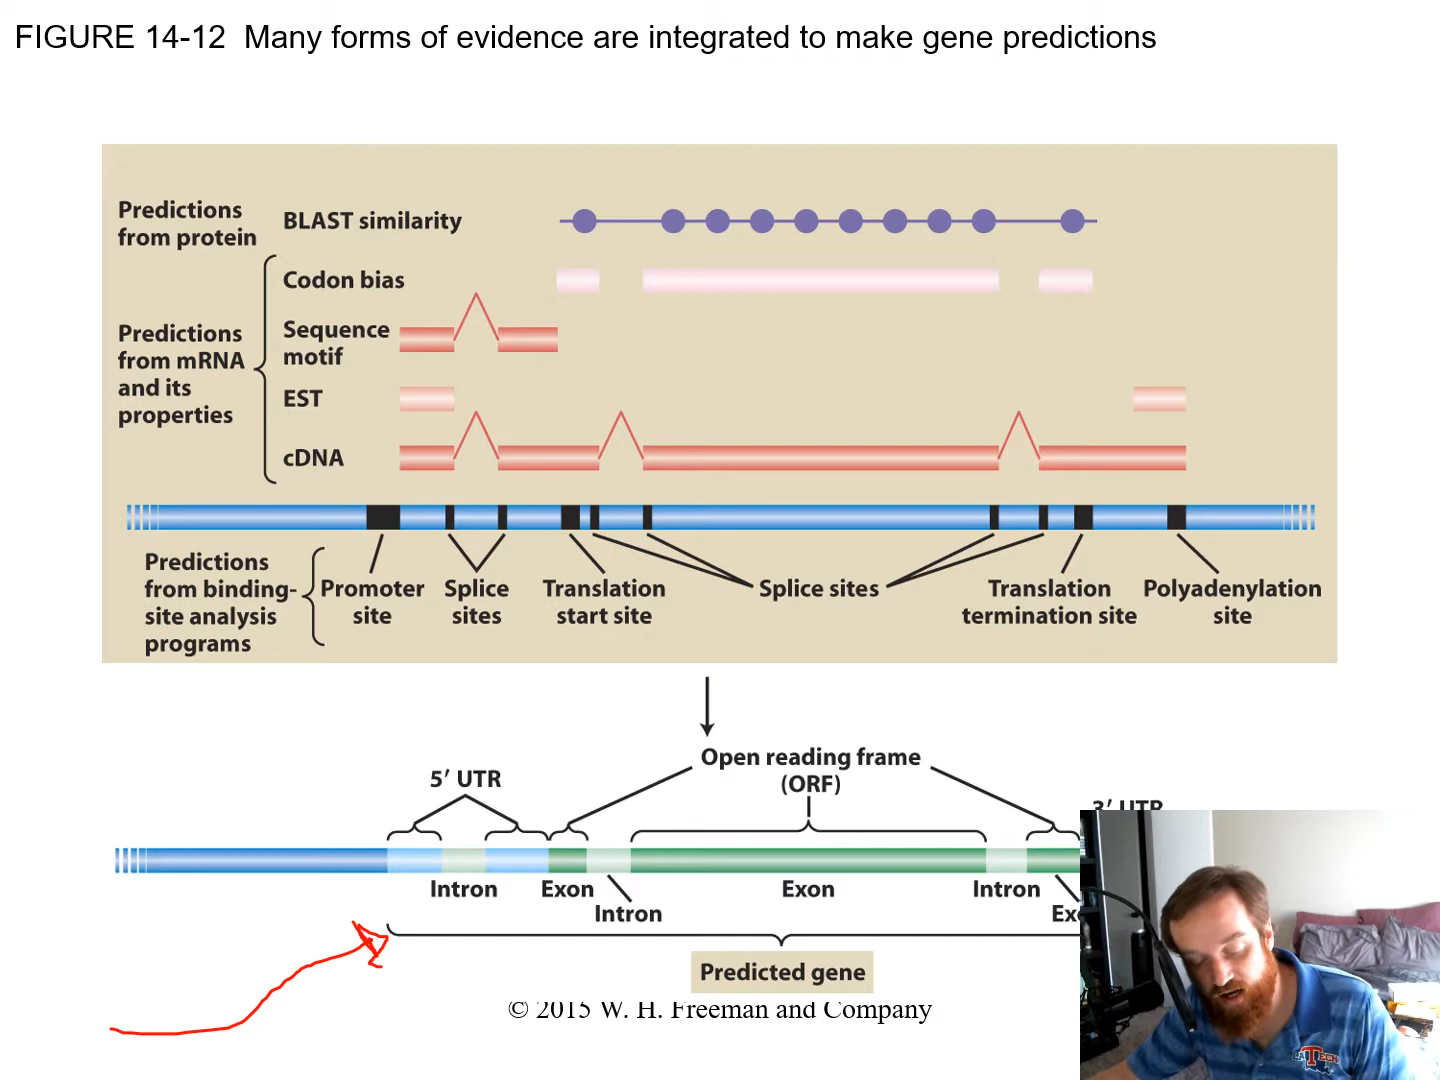 FIGURE 14-12  Many forms of evidence are integrated to make gene predictions
Predictions
from protein
BLAST similarity
Codon bias
Predictions
from mRNA
and its
properties
Sequence
motif
EST
cDNA
Predictions
from binding-
site analysis
programs
Promoter
site
Splice
sites
Translation
start site
Splice sites
Translation
termination site
Polyadenylation
site
Open reading frame
(ORF)
5′ UTR
3′ UTR
Intron
Exon
Intron
Exon
Intron
Ex
Predicted gene
© 2015 W. H. Freeman and Company
LA TECH